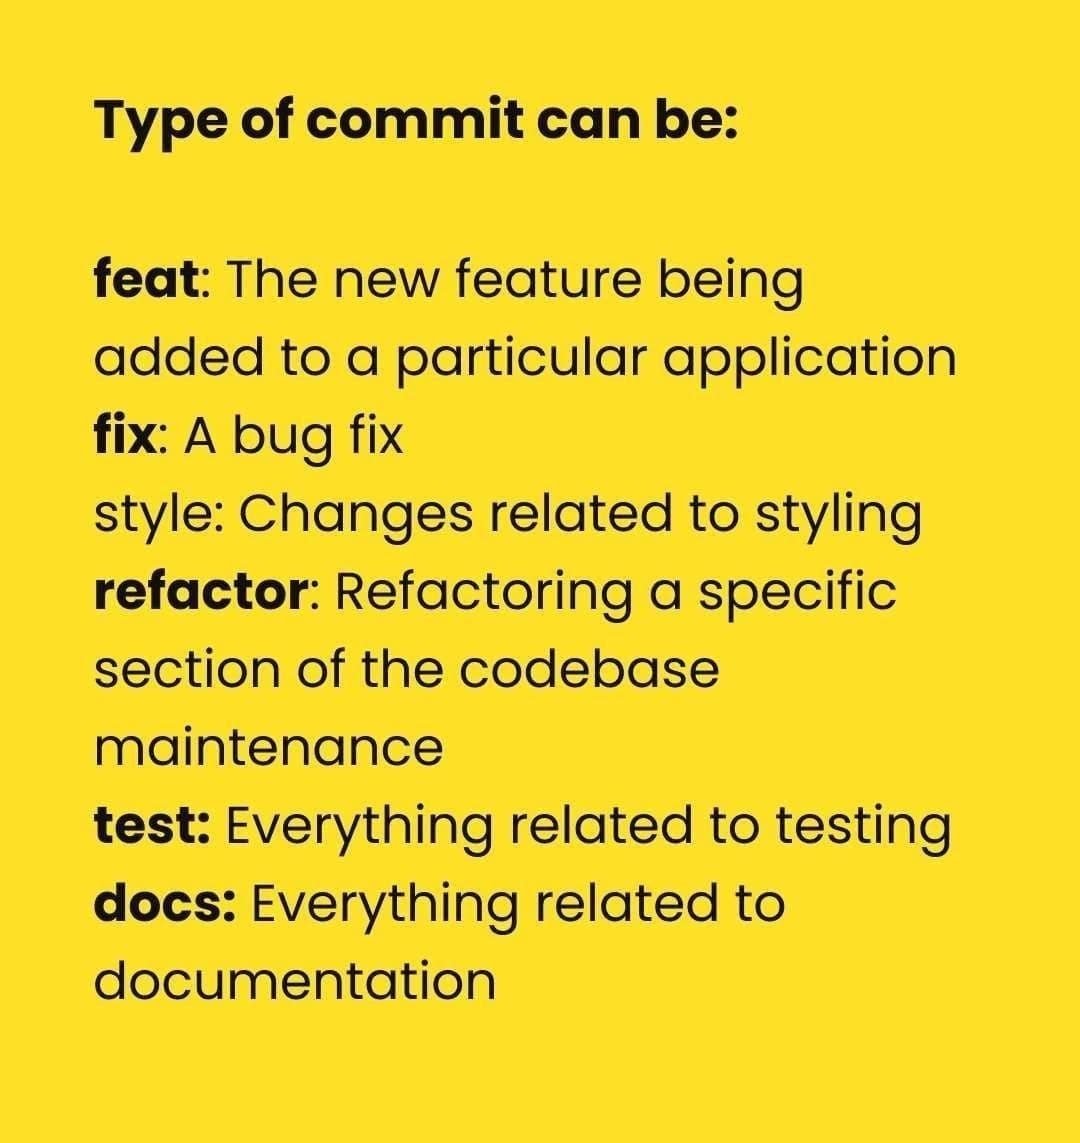 Type of commit can be:
feat: The new feature being
added to a particular application
fix: A bug fix
style: Changes related to styling
refactor: Refactoring a specific
section of the codebase
maintenance
test: Everything related to testing
docs: Everything related to
documentation